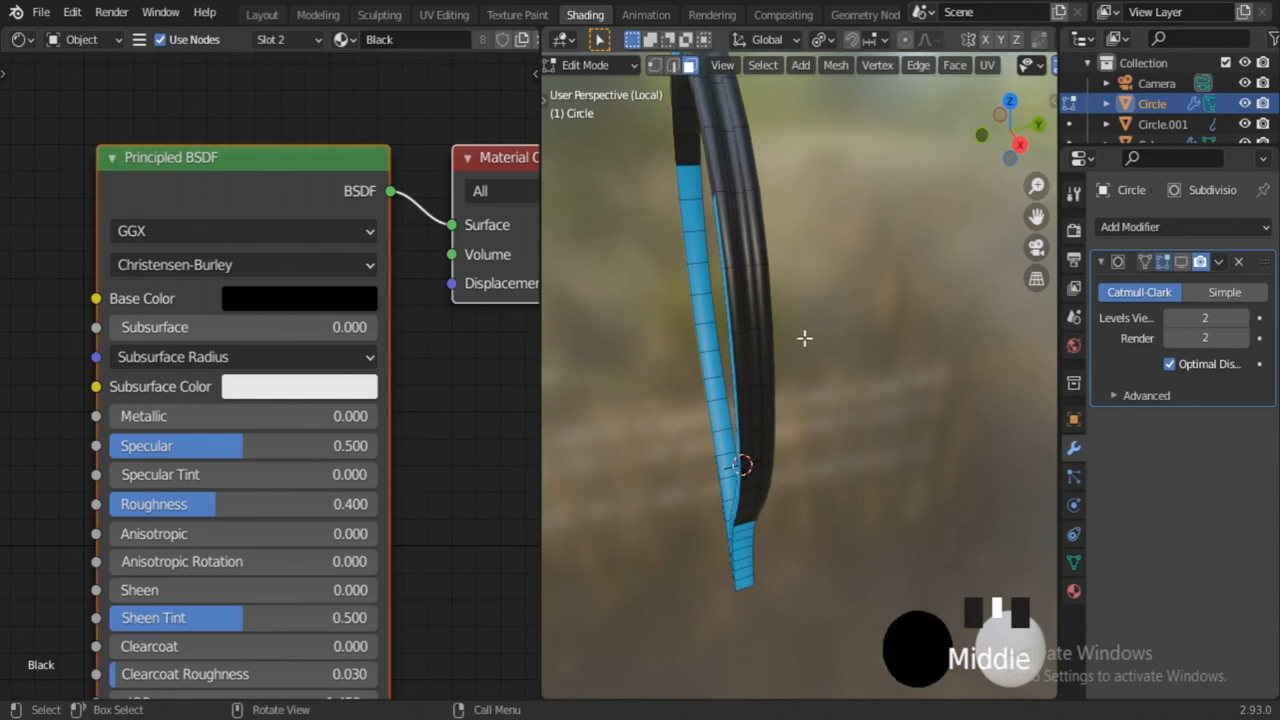 File Edit Render Window Help Layout Modeling Sculpting UV Editing Texture Paint Shading Animation Rendering Compositing Geometry Nod Scene View Layer
Object Use Nodes Slot 2 Black 8 Global X Y Z
Edit Mode View Select Add Mesh Vertex Edge Face UV
User Perspective (Local)
(1) Circle
Z
Y
X
Collection
Camera
Circle
Circle.001
Circle Subdivisio
Add Modifier
Catmull-Clark Simple
Levels Vie... 2
Render 2
Optimal Dis...
Advanced
Principled BSDF
BSDF
GGX
Christensen-Burley
Base Color
Subsurface 0.000
Subsurface Radius
Subsurface Color
Metallic 0.000
Specular 0.500
Specular Tint 0.000
Roughness 0.400
Anisotropic 0.000
Anisotropic Rotation 0.000
Sheen 0.000
Sheen Tint 0.500
Clearcoat 0.000
Clearcoat Roughness 0.030
Material O
All
Surface
Volume
Displacemen
Black
Middle
ate Windows
o Settings to activate Windows.
Select Box Select Rotate View Call Menu 2.93.0